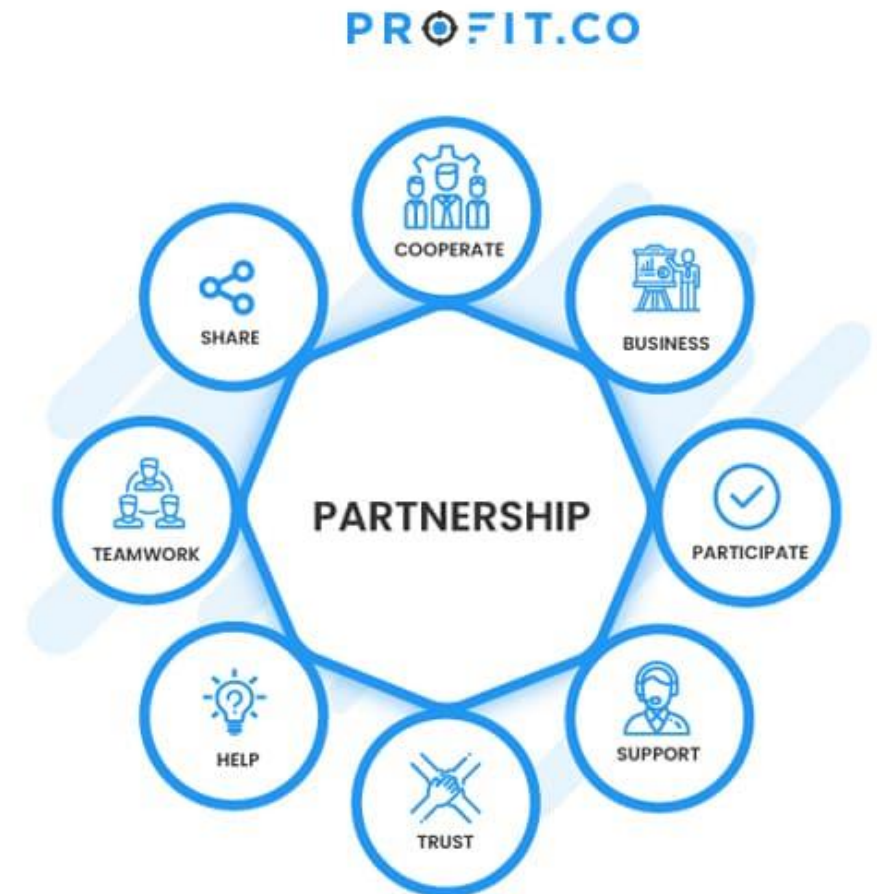 PROFIT.CO
COOPERATE
SHARE
BUSINESS
PARTNERSHIP
TEAMWORK
PARTICIPATE
HELP
SUPPORT
TRUST